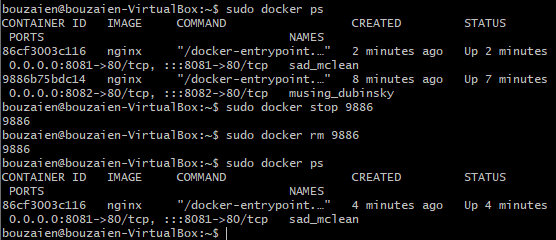 bouzaien@bouzaien-VirtualBox:~$ sudo docker ps
CONTAINER ID   IMAGE     COMMAND                  CREATED         STATUS
  PORTS                                   NAMES
86cf3003c116   nginx     "/docker-entrypoint.…"   2 minutes ago   Up 2 minutes
  0.0.0.0:8081->80/tcp, :::8081->80/tcp   sad_mclean
9886b75bdc14   nginx     "/docker-entrypoint.…"   8 minutes ago   Up 7 minutes
  0.0.0.0:8082->80/tcp, :::8082->80/tcp   musing_dubinsky
bouzaien@bouzaien-VirtualBox:~$ sudo docker stop 9886
9886
bouzaien@bouzaien-VirtualBox:~$ sudo docker rm 9886
9886
bouzaien@bouzaien-VirtualBox:~$ sudo docker ps
CONTAINER ID   IMAGE     COMMAND                  CREATED         STATUS
  PORTS                                   NAMES
86cf3003c116   nginx     "/docker-entrypoint.…"   4 minutes ago   Up 4 minutes
  0.0.0.0:8081->80/tcp, :::8081->80/tcp   sad_mclean
bouzaien@bouzaien-VirtualBox:~$